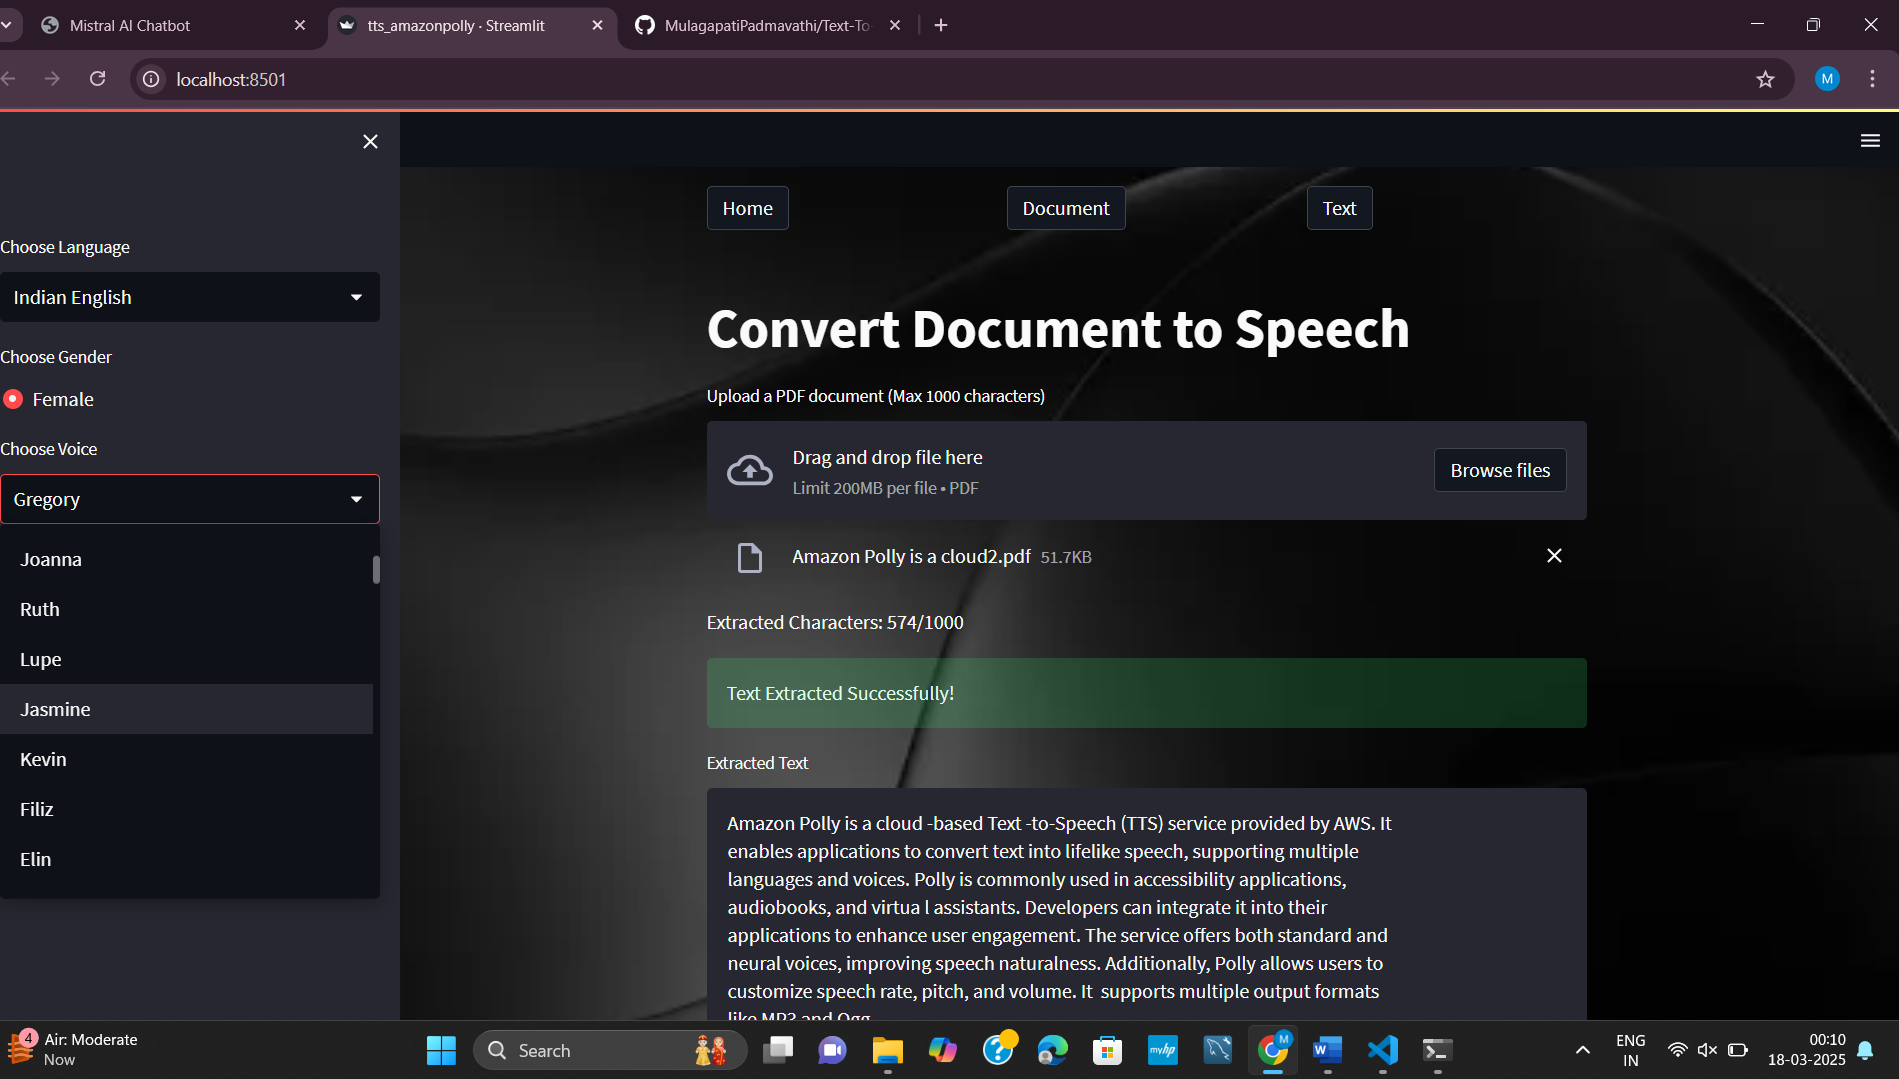 Mistral AI Chatbot
tts_amazonpolly · Streamlit
MulagapatiPadmavathi/Text-To-
localhost:8501
M
Home
Document
Text
Choose Language
Indian English
Choose Gender
Female
Choose Voice
Gregory
Joanna
Ruth
Lupe
Jasmine
Kevin
Filiz
Elin
Convert Document to Speech
Upload a PDF document (Max 1000 characters)
Drag and drop file here
Limit 200MB per file • PDF
Browse files
Amazon Polly is a cloud2.pdf 51.7KB
Extracted Characters: 574/1000
Text Extracted Successfully!
Extracted Text
Amazon Polly is a cloud -based Text -to-Speech (TTS) service provided by AWS. It
enables applications to convert text into lifelike speech, supporting multiple
languages and voices. Polly is commonly used in accessibility applications,
audiobooks, and virtua l assistants. Developers can integrate it into their
applications to enhance user engagement. The service offers both standard and
neural voices, improving speech naturalness. Additionally, Polly allows users to
customize speech rate, pitch, and volume. It  supports multiple output formats
like MP3 and Ogg
4
Air: Moderate
Now
Search
myhp
M
W
ENG
IN
00:10
18-03-2025